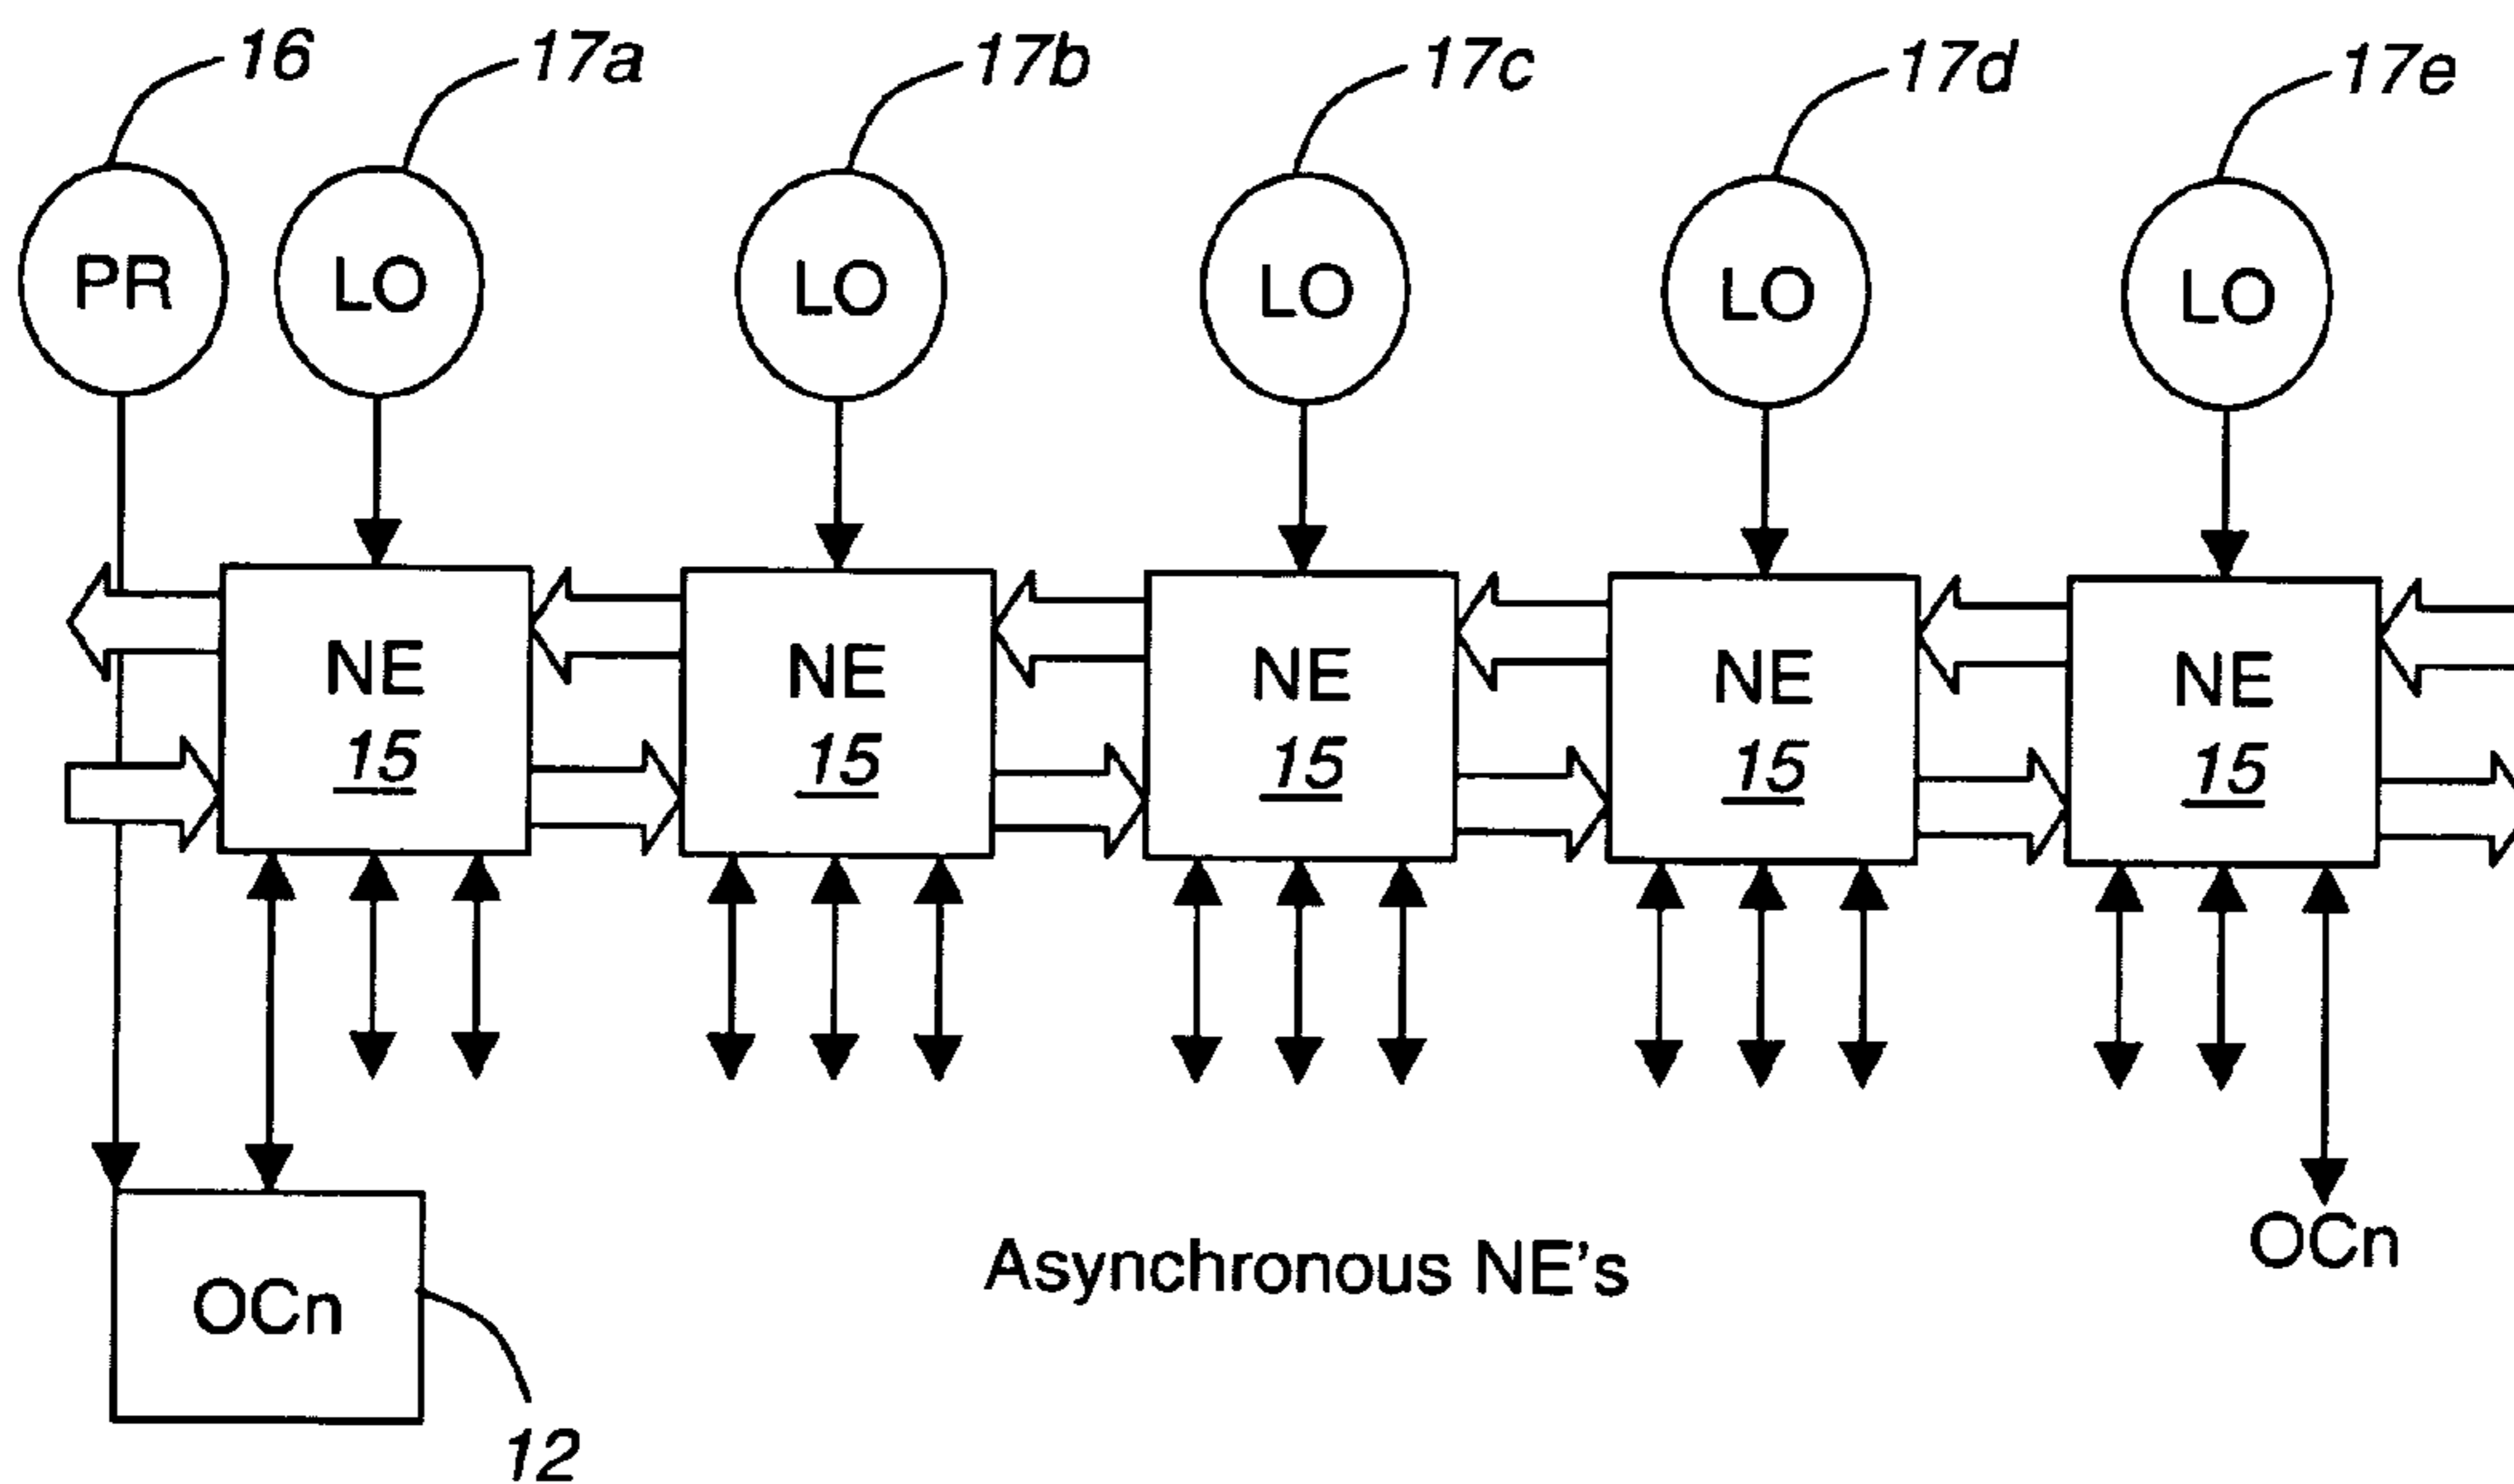 16 17a 17b 17c 17d 17e
PR LO LO LO LO LO
NE NE NE NE NE
15 15 15 15 15
OCn
Asynchronous NE's
OCn
12